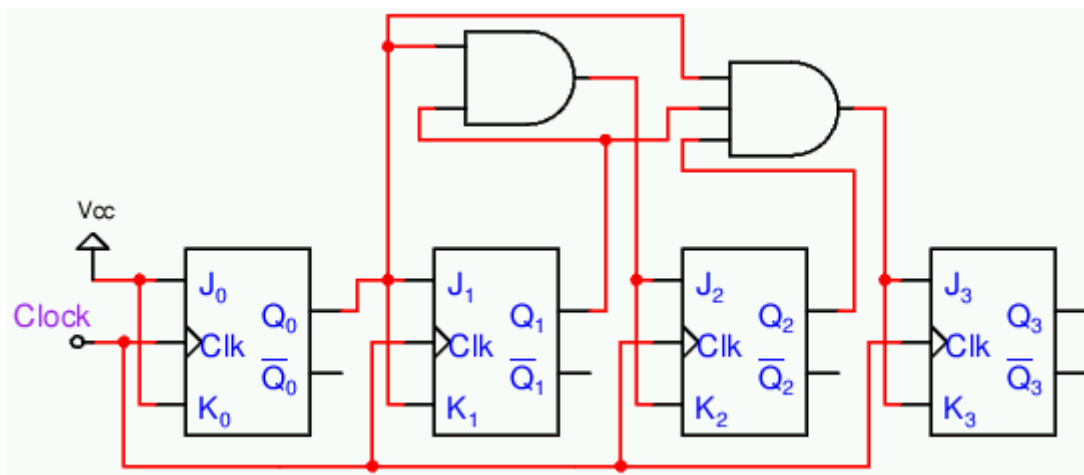 Vcc
Clock
J₀
Q₀
Clk
Q̅₀
K₀
J₁
Q₁
Clk
Q̅₁
K₁
J₂
Q₂
Clk
Q̅₂
K₂
J₃
Q₃
Clk
Q̅₃
K₃